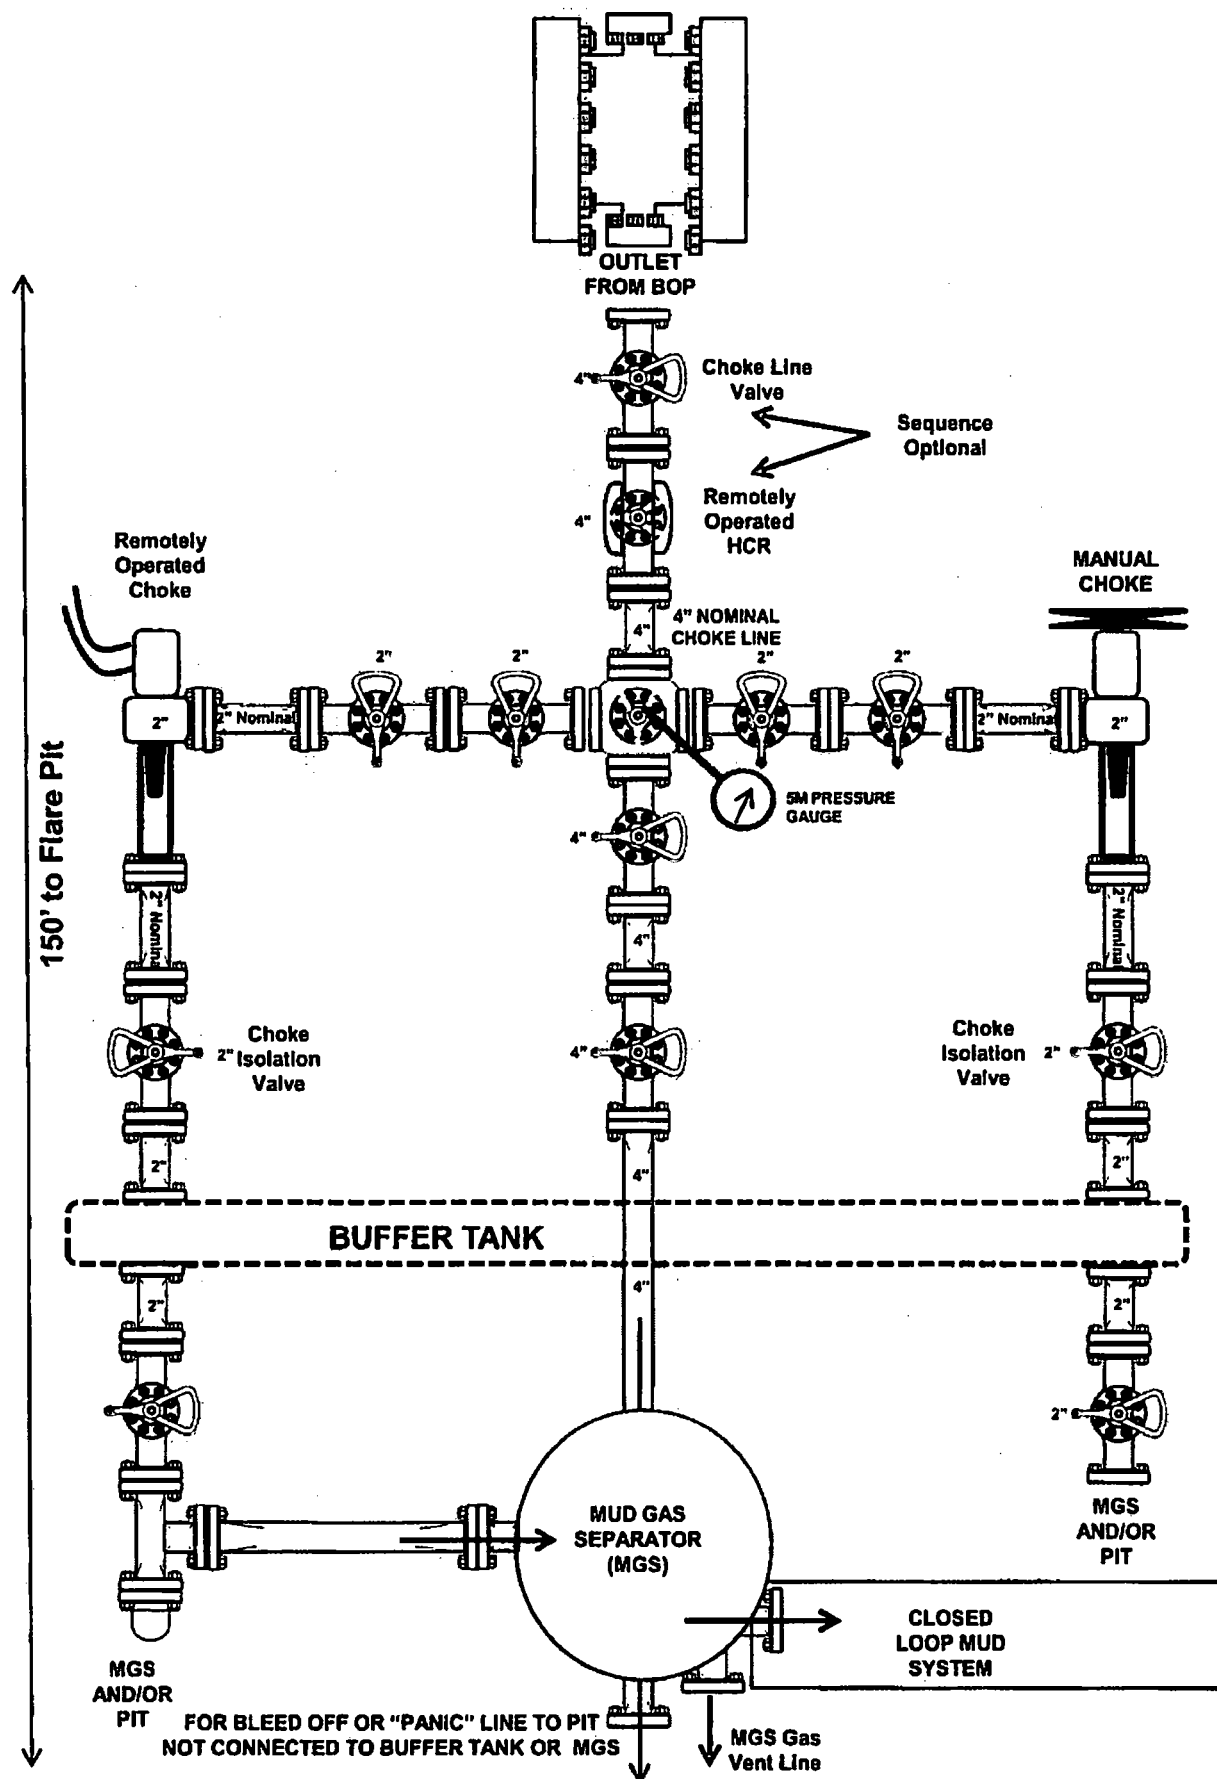 OUTLET
FROM BOP
4"
Choke Line
Valve
Sequence
Optional
4"
Remotely
Operated
HCR
Remotely
Operated
Choke
MANUAL
CHOKE
4"
4" NOMINAL
CHOKE LINE
2"
2"
2"
2"
2"
2" Nominal
2" Nominal
2"
5M PRESSURE
GAUGE
4"
150' to Flare Pit
2" Nominal
4"
2" Nominal
2"
Choke
Isolation
Valve
4"
Choke
Isolation
Valve
2"
2"
4"
2"
BUFFER TANK
2"
4"
2"
2"
MUD GAS
SEPARATOR
(MGS)
MGS
AND/OR
PIT
CLOSED
LOOP MUD
SYSTEM
MGS
AND/OR
PIT
FOR BLEED OFF OR "PANIC" LINE TO PIT
NOT CONNECTED TO BUFFER TANK OR MGS
MGS Gas
Vent Line